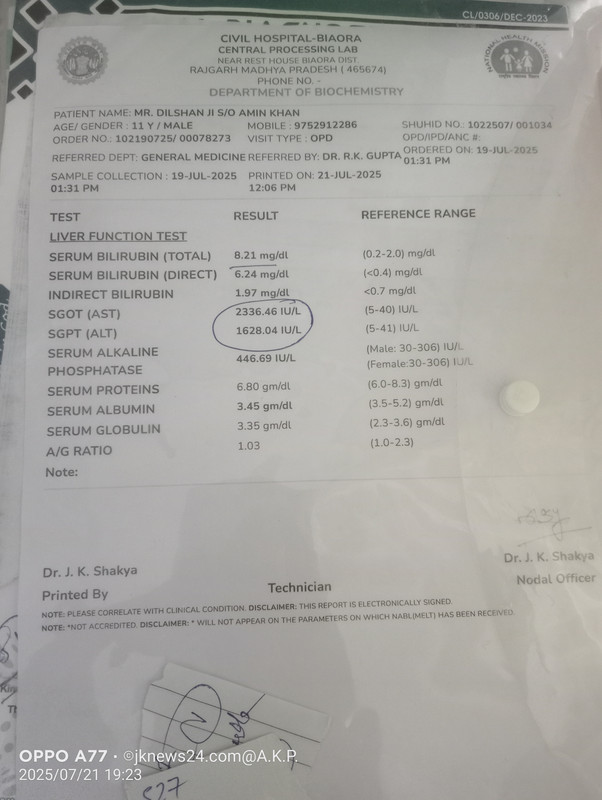 CL/0306/DEC-2023
CIVIL HOSPITAL-BIAORA
CENTRAL PROCESSING LAB
NEAR REST HOUSE BIAORA DIST.
RAJGARH MADHYA PRADESH ( 465674)
PHONE NO. -
DEPARTMENT OF BIOCHEMISTRY
NATIONAL HEALTH MISSION
PATIENT NAME: MR. DILSHAN JI S/O AMIN KHAN
AGE/ GENDER : 11 Y / MALE MOBILE : 9752912286 SHUHID NO.: 1022507/ 001034
ORDER NO.: 102190725/ 00078273 VISIT TYPE: OPD OPD/IPD/ANC #:
REFERRED DEPT: GENERAL MEDICINE REFERRED BY: DR. R.K. GUPTA ORDERED ON: 19-JUL-2025 01:31 PM
SAMPLE COLLECTION : 19-JUL-2025 PRINTED ON: 21-JUL-2025
01:31 PM 12:06 PM
TEST RESULT REFERENCE RANGE
LIVER FUNCTION TEST
SERUM BILIRUBIN (TOTAL) 8.21 mg/dl (0.2-2.0) mg/dl
SERUM BILIRUBIN (DIRECT) 6.24 mg/dl (<0.4) mg/dl
INDIRECT BILIRUBIN 1.97 mg/dl <0.7 mg/dl
SGOT (AST) 2336.46 IU/L (5-40) IU/L
SGPT (ALT) 1628.04 IU/L (5-41) IU/L
SERUM ALKALINE 446.69 IU/L (Male: 30-306) IU/L
PHOSPHATASE (Female:30-306) IU/L
SERUM PROTEINS 6.80 gm/dl (6.0-8.3) gm/dl
SERUM ALBUMIN 3.45 gm/dl (3.5-5.2) gm/dl
SERUM GLOBULIN 3.35 gm/dl (2.3-3.6) gm/dl
A/G RATIO 1.03 (1.0-2.3)
Note:
Dr. J. K. Shakya Dr. J. K. Shakya
Printed By Technician Nodal Officer
NOTE: PLEASE CORRELATE WITH CLINICAL CONDITION. DISCLAIMER: THIS REPORT IS ELECTRONICALLY SIGNED.
NOTE: *NOT ACCREDITED. DISCLAIMER: * WILL NOT APPEAR ON THE PARAMETERS ON WHICH NABL(MELT) HAS BEEN RECEIVED.
527
OPPO A77 · ©jknews24.com@A.K.P.
2025/07/21 19:23